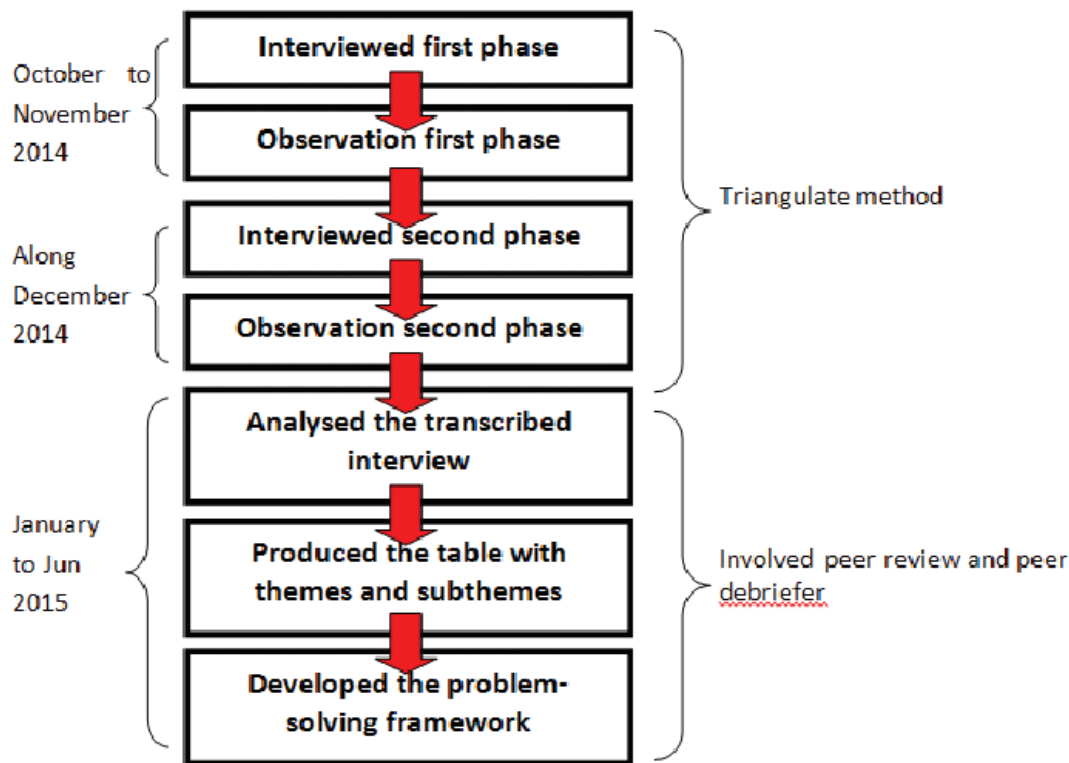 Interviewed first phase
October to
November
2014
Observation first phase
Triangulate method
Interviewed second phase
Along
December
2014
Observation second phase
Analysed the transcribed
interview
January
to Jun
2015
Produced the table with
themes and subthemes
Involved peer review and peer
debriefer
Developed the problem-
solving framework